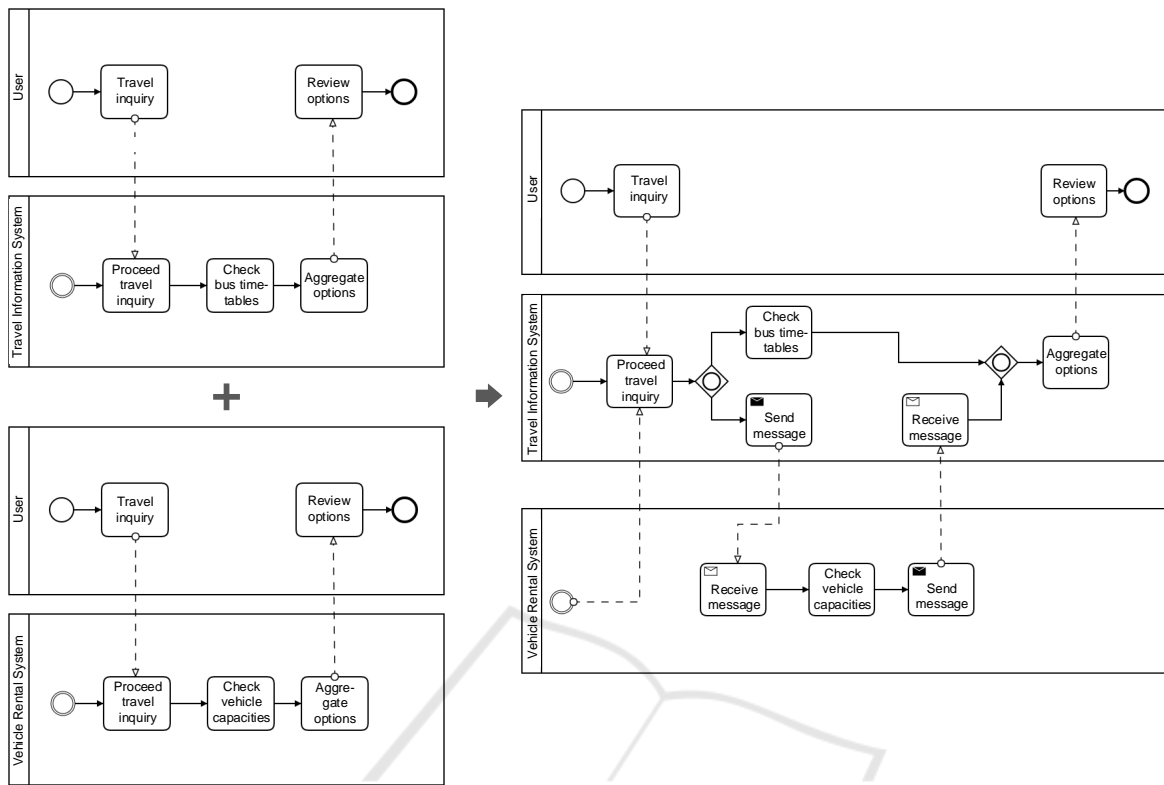 User
Travel
inquiry
Review
options
Travel Information System
Proceed
travel
inquiry
Check
bus time-
tables
Aggregate
options
User
Travel
inquiry
Review
options
Vehicle Rental System
Proceed
travel
inquiry
Check
vehicle
capacities
Aggre-
gate
options
User
Travel
inquiry
Review
options
Travel Information System
Proceed
travel
inquiry
Check
bus time-
tables
Send
message
Receive
message
Aggregate
options
Vehicle Rental System
Receive
message
Check
vehicle
capacities
Send
message